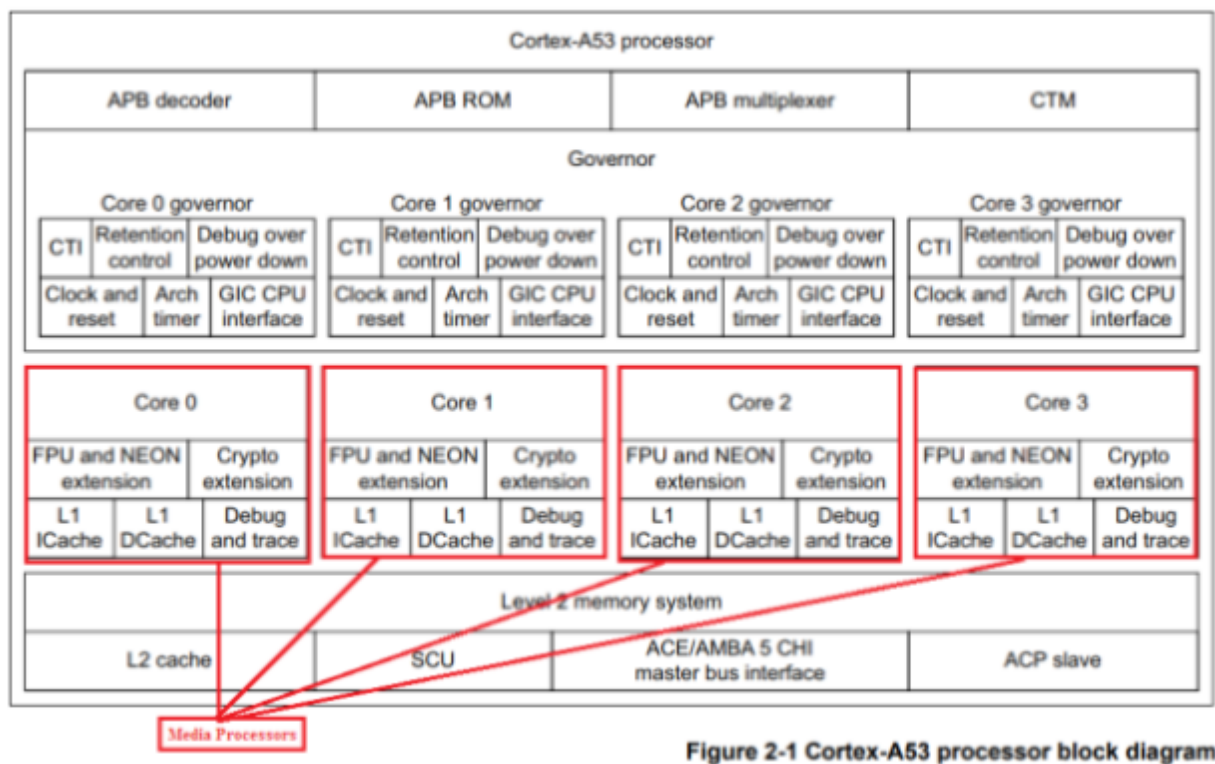 Cortex-A53 processor
APB decoder
APB ROM
APB multiplexer
CTM
Governor
Core 0 governor
Core 1 governor
Core 2 governor
Core 3 governor
CTI
Retention
control
Debug over
power down
CTI
Retention
control
Debug over
power down
CTI
Retention
control
Debug over
power down
CTI
Retention
control
Debug over
power down
Clock and
reset
Arch
timer
GIC CPU
interface
Clock and
reset
Arch
timer
GIC CPU
interface
Clock and
reset
Arch
timer
GIC CPU
interface
Clock and
reset
Arch
timer
GIC CPU
interface
Core 0
Core 1
Core 2
Core 3
FPU and NEON
extension
Crypto
extension
FPU and NEON
extension
Crypto
extension
FPU and NEON
extension
Crypto
extension
FPU and NEON
extension
Crypto
extension
L1
ICache
L1
DCache
Debug
and trace
L1
ICache
L1
DCache
Debug
and trace
L1
ICache
L1
DCache
Debug
and trace
L1
ICache
L1
DCache
Debug
and trace
Level 2 memory system
L2 cache
SCU
ACE/AMBA 5 CHI
master bus interface
ACP slave
Media Processors
Figure 2-1 Cortex-A53 processor block diagram